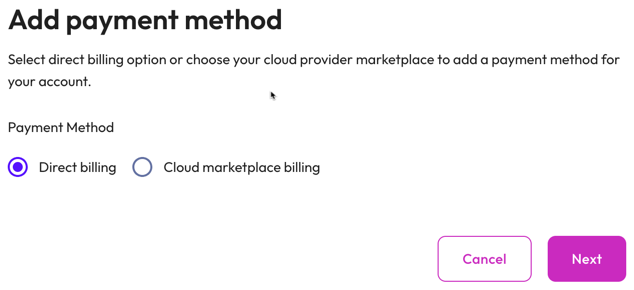 Add payment method
Select direct billing option or choose your cloud provider marketplace to add a payment method for
your account.
Payment Method
Direct billing
Cloud marketplace billing
Cancel
Next